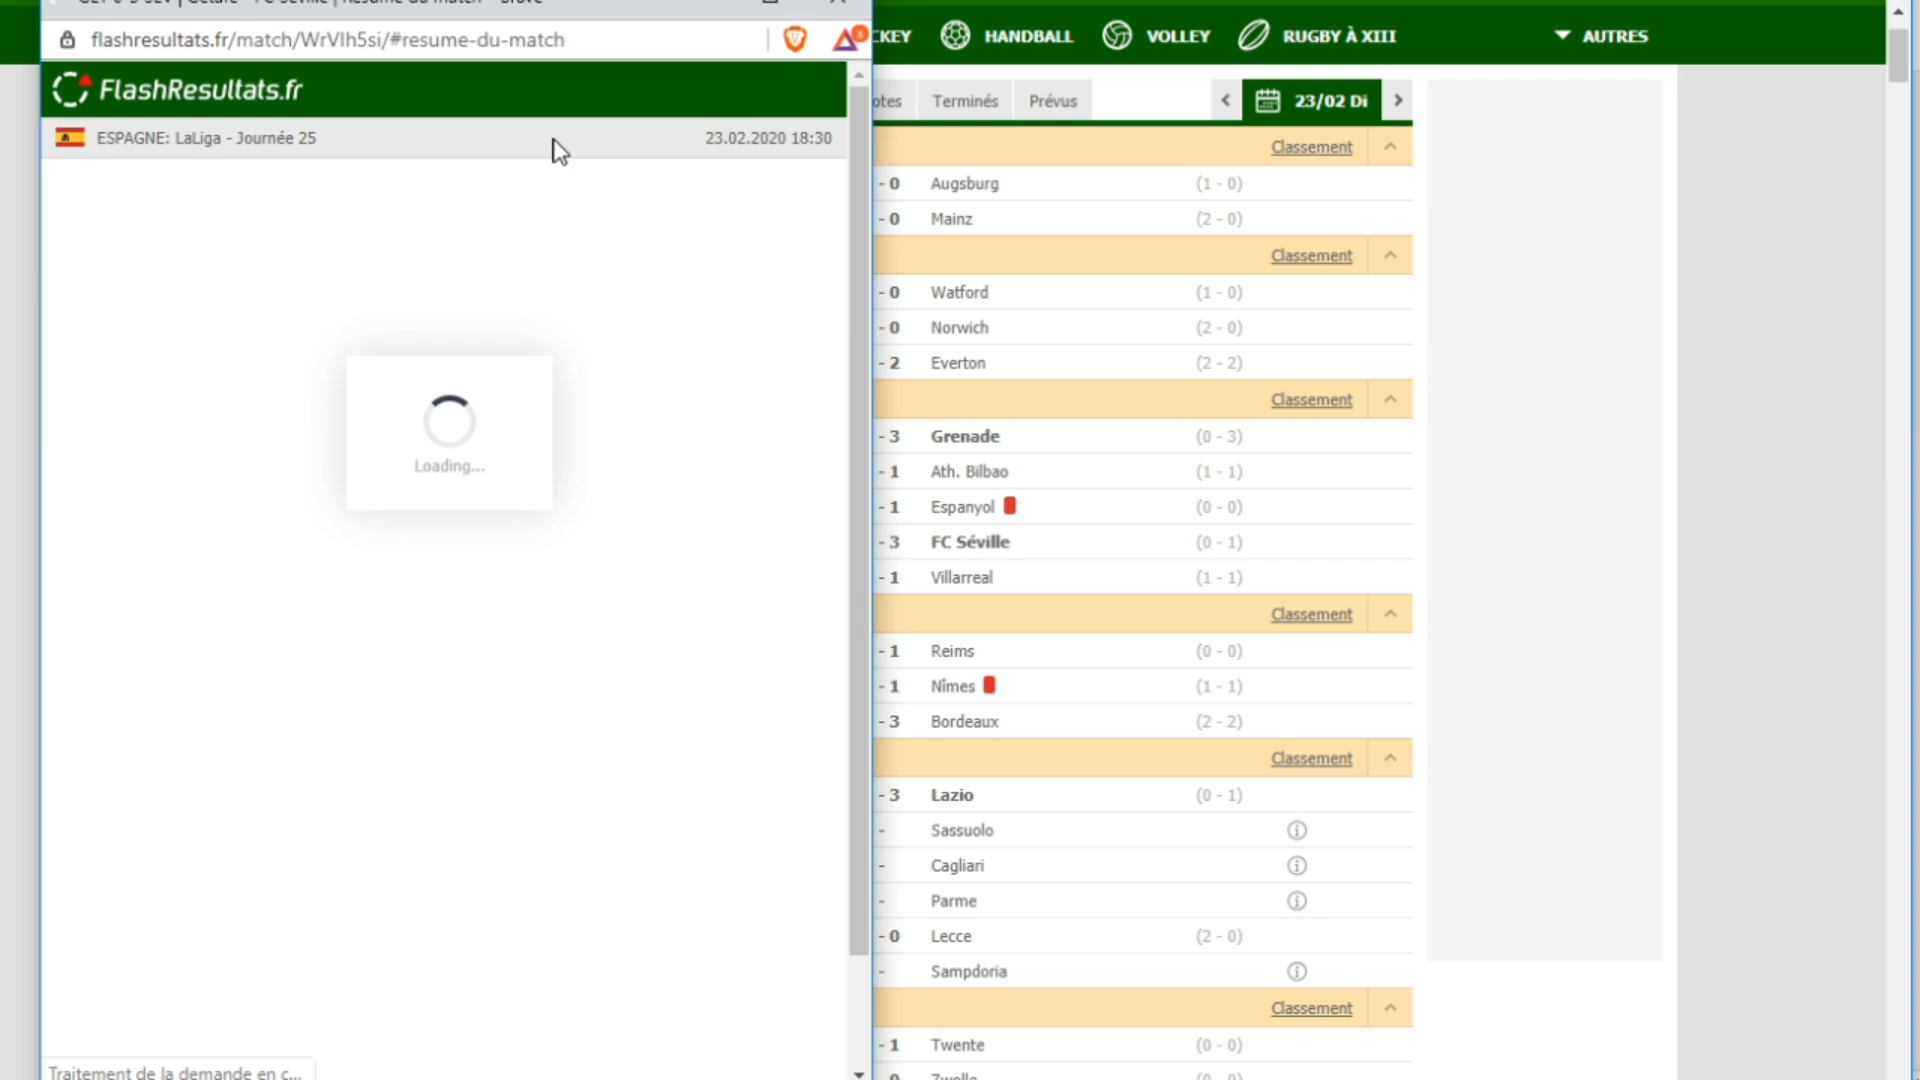 flashresultats.fr/match/WrVIh5si/#resume-du-match
FlashResultats.fr
ESPAGNE: LaLiga - Journée 25
23.02.2020 18:30
Loading...
Traitement de la demande en c...
CKEY
HANDBALL
VOLLEY
RUGBY À XIII
AUTRES
otes
Terminés
Prévus
23/02 Di
Classement
- 0 Augsburg (1 - 0)
- 0 Mainz (2 - 0)
Classement
- 0 Watford (1 - 0)
- 0 Norwich (2 - 0)
- 2 Everton (2 - 2)
Classement
- 3 Grenade (0 - 3)
- 1 Ath. Bilbao (1 - 1)
- 1 Espanyol (0 - 0)
- 3 FC Séville (0 - 1)
- 1 Villarreal (1 - 1)
Classement
- 1 Reims (0 - 0)
- 1 Nîmes (1 - 1)
- 3 Bordeaux (2 - 2)
Classement
- 3 Lazio (0 - 1)
- Sassuolo
- Cagliari
- Parme
- 0 Lecce (2 - 0)
- Sampdoria
Classement
- 1 Twente (0 - 0)
Zwolle